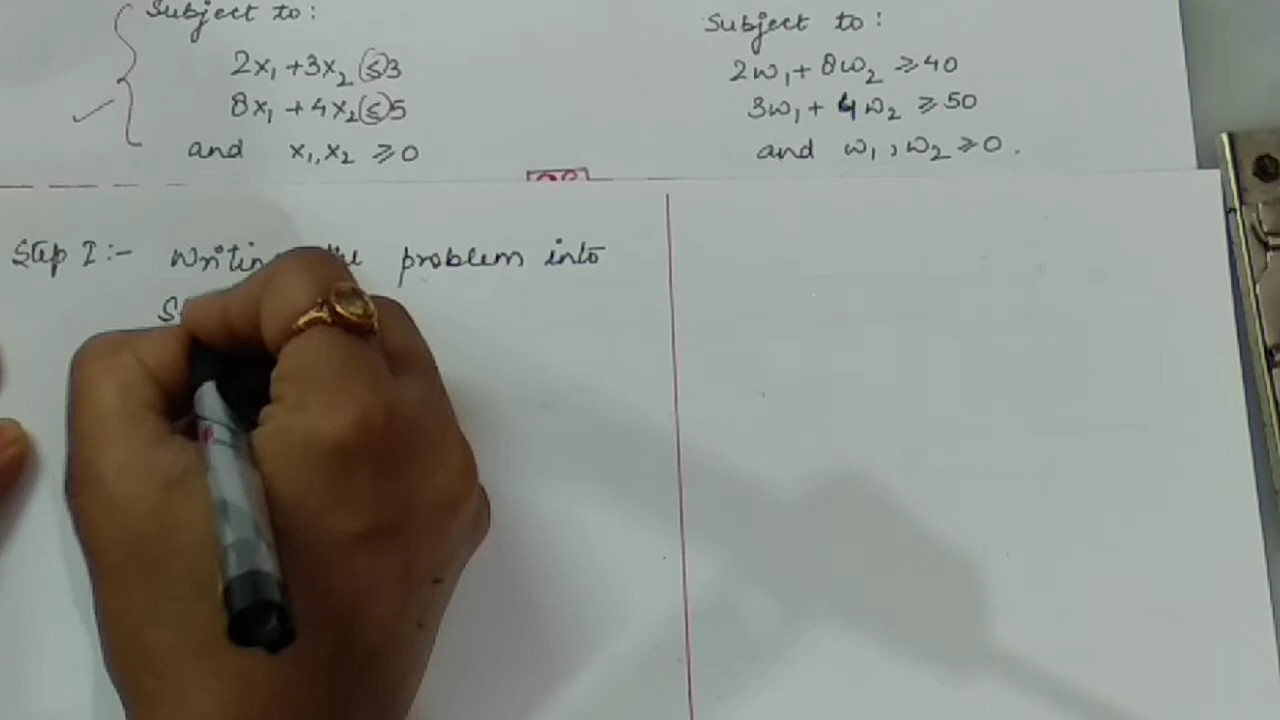 Subject to:
2x₁ + 3x₂ ≤ 3
8x₁ + 4x₂ ≤ 5
and x₁, x₂ ≥ 0
Subject to:
2w₁ + 8w₂ ≥ 40
3w₁ + 4w₂ ≥ 50
and w₁, w₂ ≥ 0.
Step I :- problem into